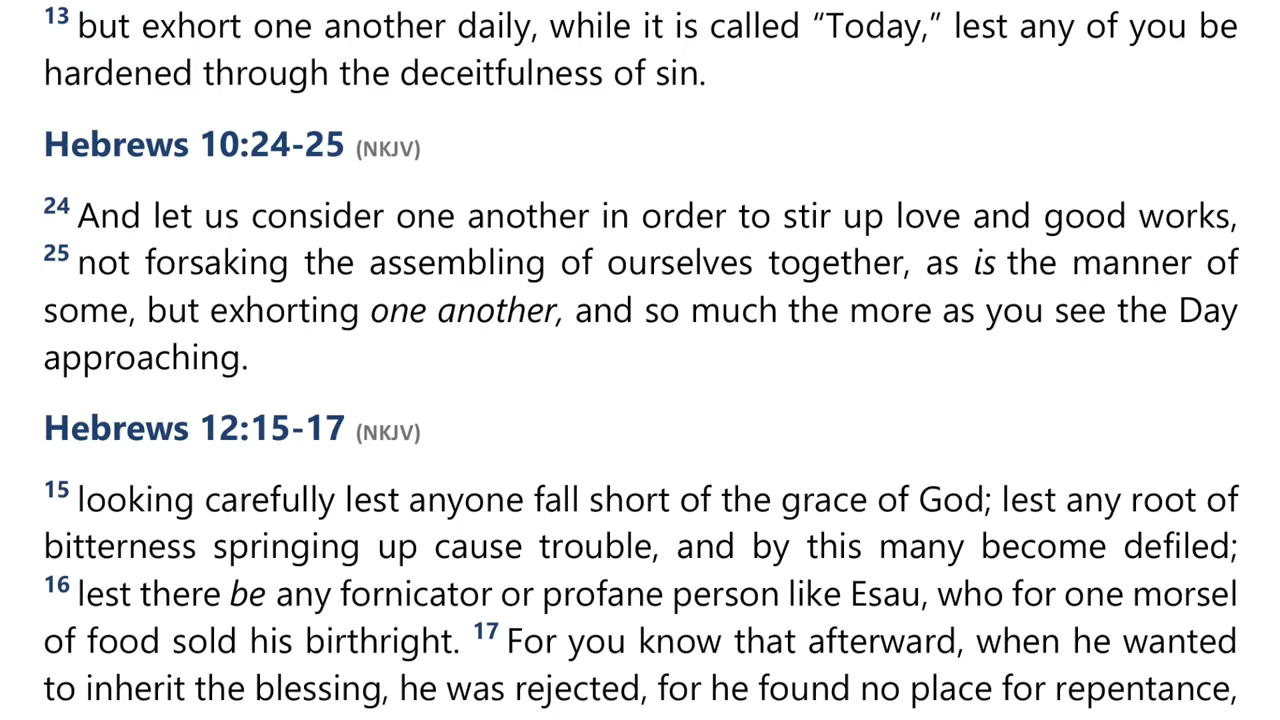 13 but exhort one another daily, while it is called “Today,” lest any of you be
hardened through the deceitfulness of sin.
Hebrews 10:24-25 (NKJV)
24 And let us consider one another in order to stir up love and good works,
25 not forsaking the assembling of ourselves together, as is the manner of
some, but exhorting one another, and so much the more as you see the Day
approaching.
Hebrews 12:15-17 (NKJV)
15 looking carefully lest anyone fall short of the grace of God; lest any root of
bitterness springing up cause trouble, and by this many become defiled;
16 lest there be any fornicator or profane person like Esau, who for one morsel
of food sold his birthright. 17 For you know that afterward, when he wanted
to inherit the blessing, he was rejected, for he found no place for repentance,